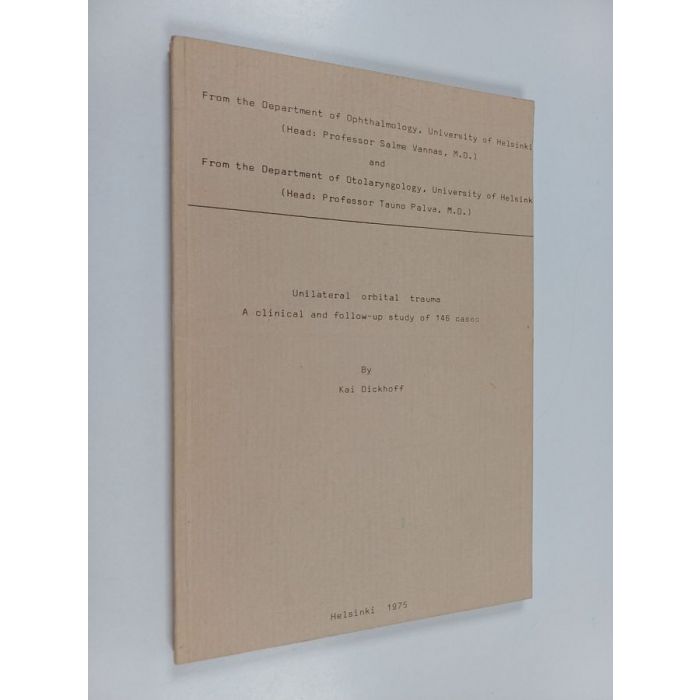 From the Department of Ophthalmology, University of Helsinki
(Head: Professor Salme Vannas, M.D.)
and
From the Department of Otolaryngology, University of Helsink
(Head: Professor Tauno Palva, M.D.)
Unilateral orbital trauma
A clinical and follow-up study of 146 cases
By
Kai Dickhoff
Helsinki 1975